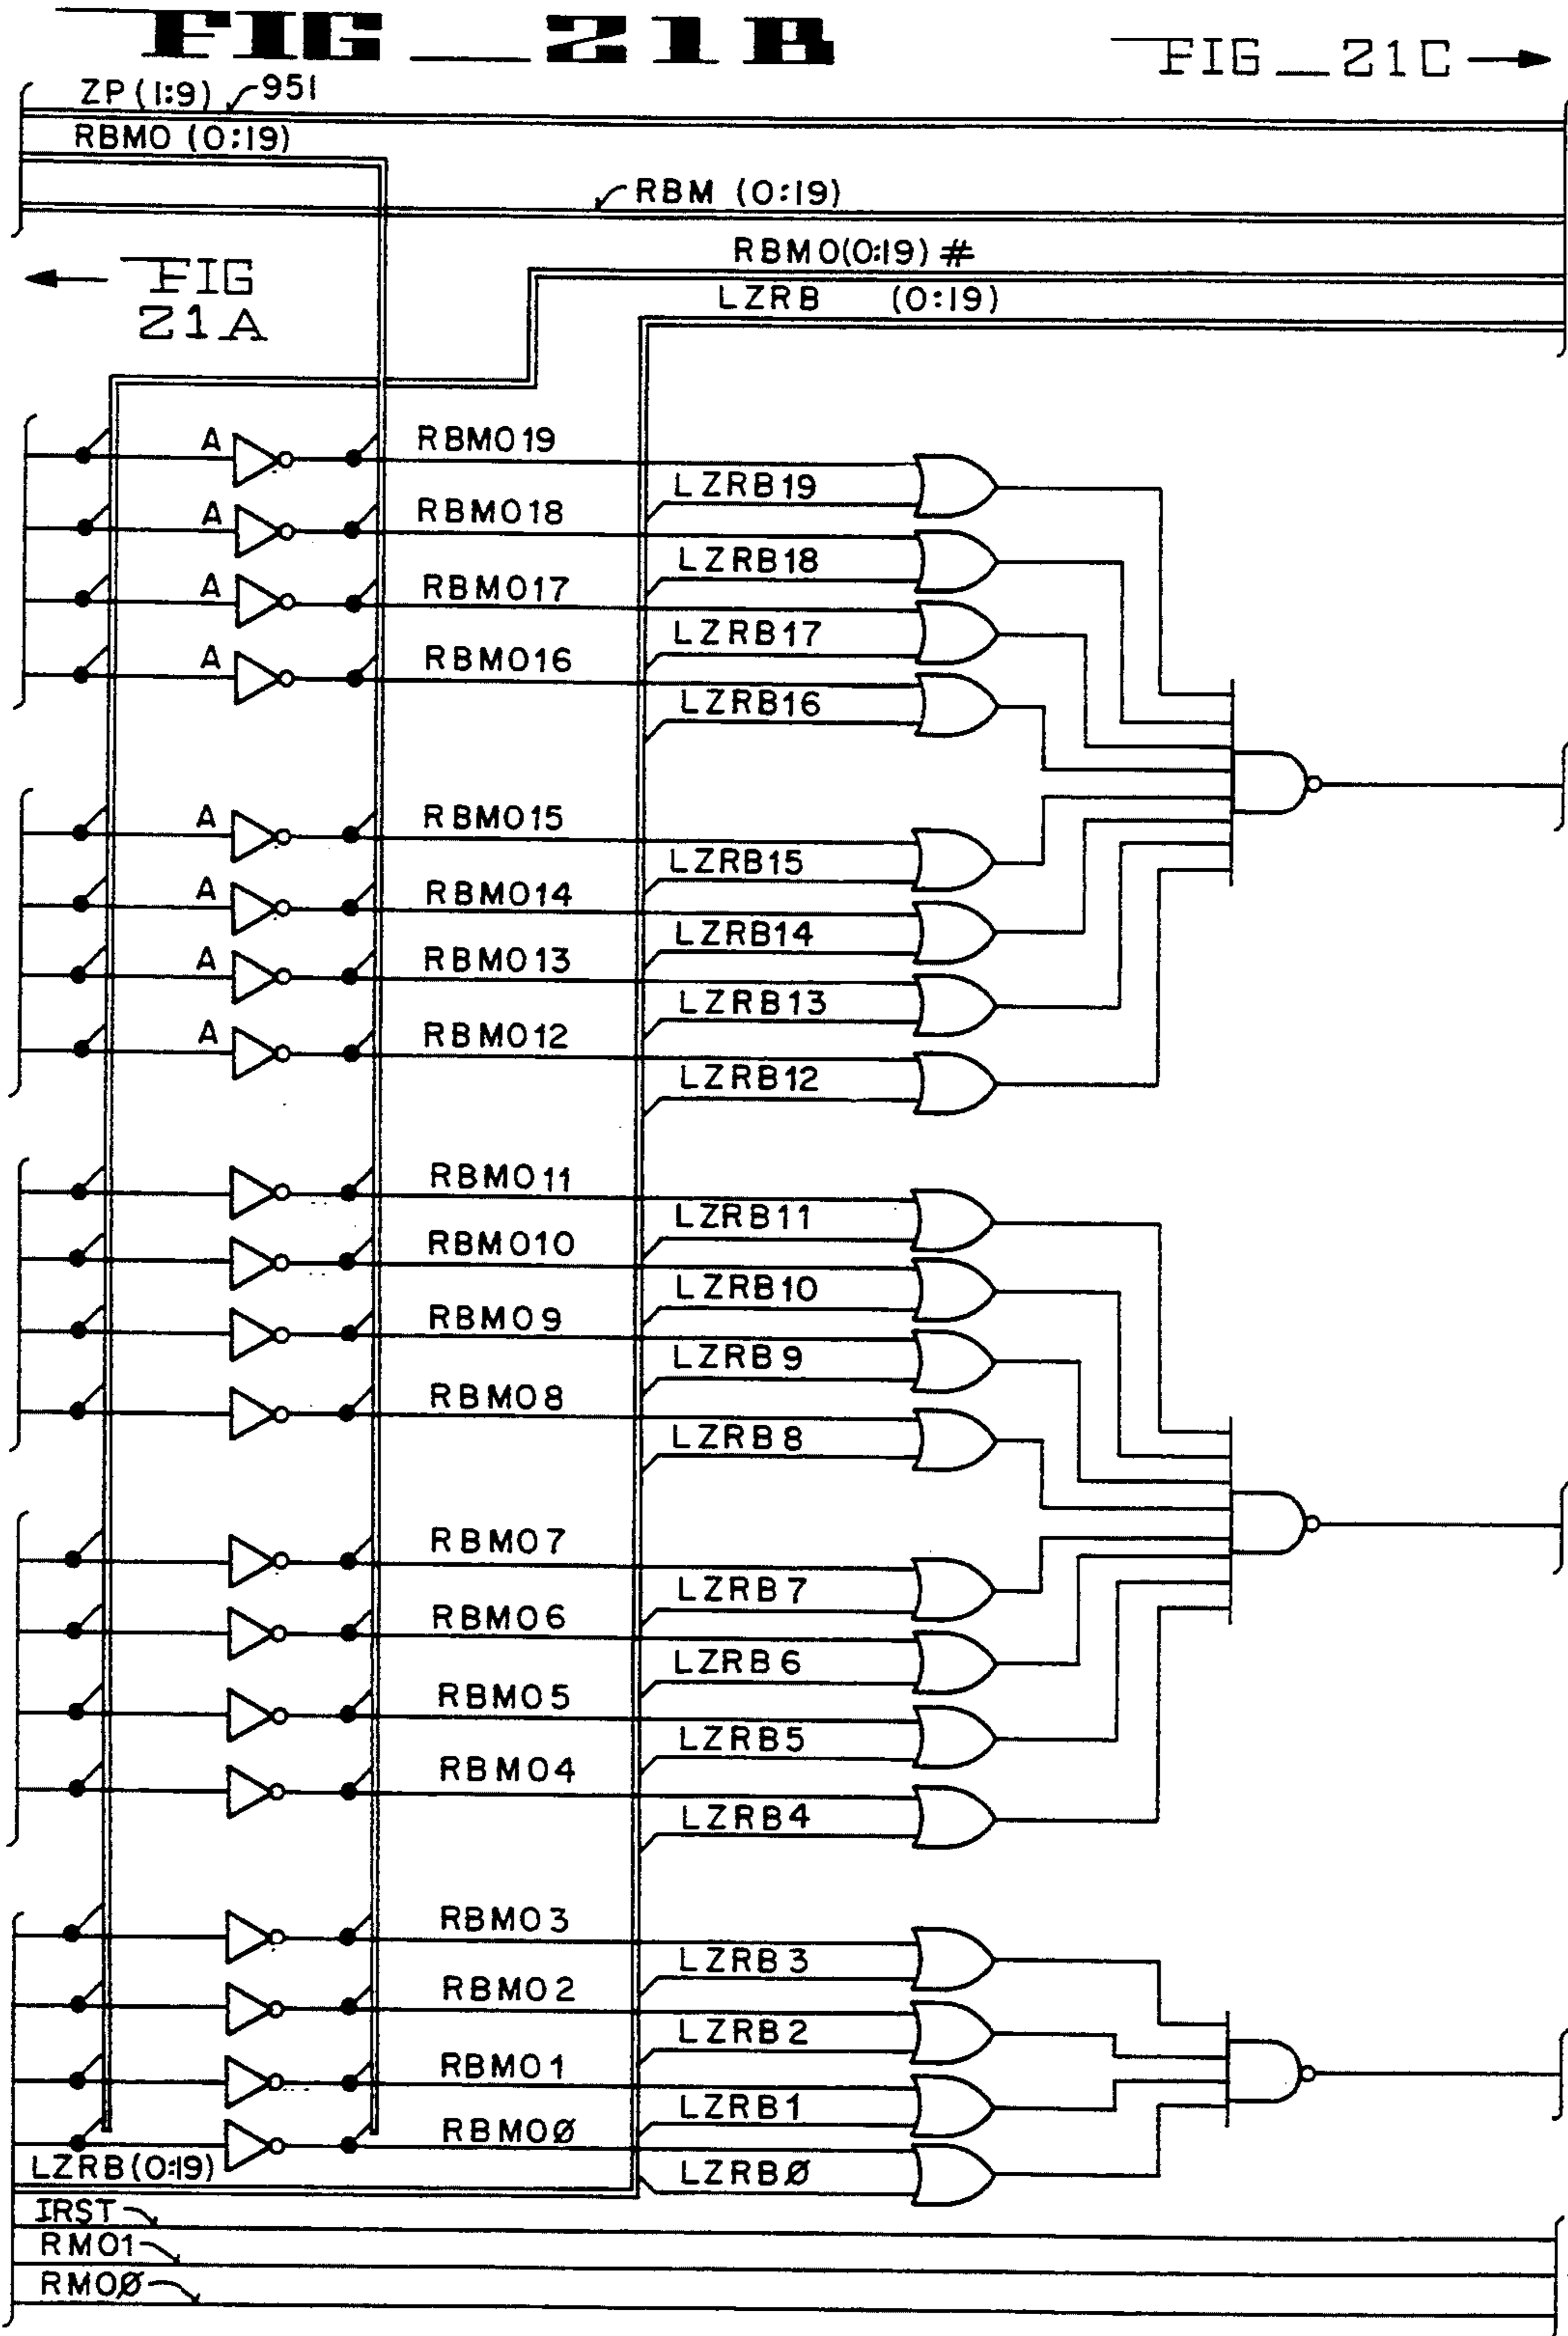 FIG_21B
FIG_21C
ZP(1:9) 951
RBMO (0:19)
RBM (0:19)
RBMO(0:19)#
LZRB (0:19)
FIG
21A
A RBMO19
LZRB19
A RBMO18
LZRB18
A RBMO17
LZRB17
A RBMO16
LZRB16
A RBMO15
LZRB15
A RBMO14
LZRB14
A RBMO13
LZRB13
A RBMO12
LZRB12
RBMO11
LZRB11
RBMO10
LZRB10
RBMO9
LZRB9
RBMO8
LZRB8
RBMO7
LZRB7
RBMO6
LZRB6
RBMO5
LZRB5
RBMO4
LZRB4
RBMO3
LZRB3
RBMO2
LZRB2
RBMO1
LZRB1
RBMOØ
LZRB(0:19)
LZRBØ
IRST
RMO1
RMOØ